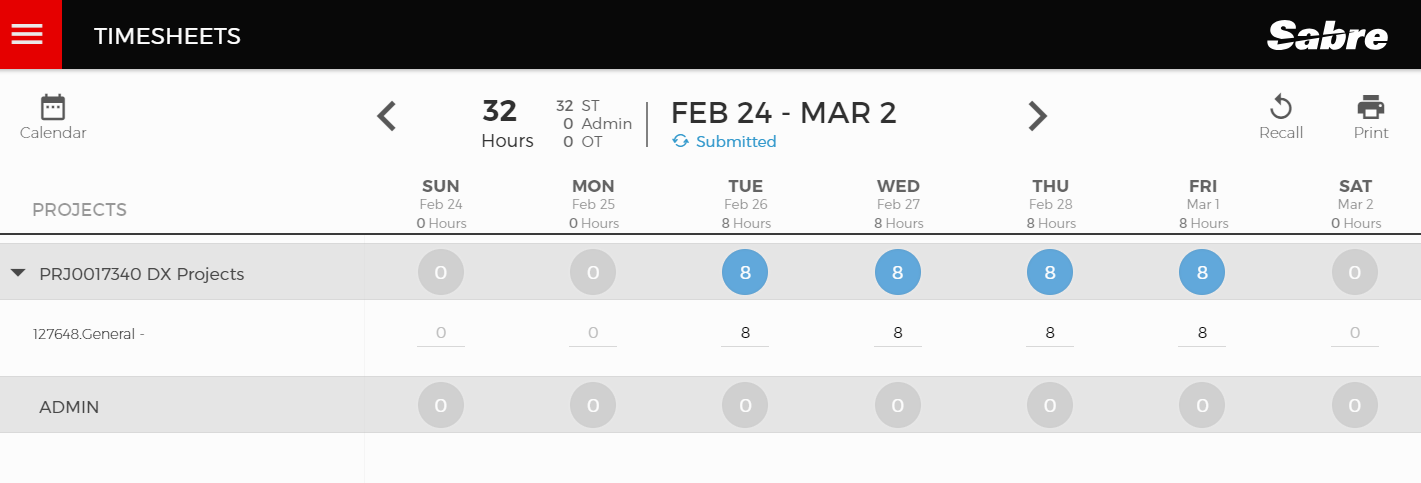 TIMESHEETS
Sabre
Calendar
32
Hours
32 ST
0 Admin
0 OT
FEB 24 - MAR 2
Submitted
Recall
Print
PROJECTS
SUN MON TUE WED THU FRI SAT
Feb 24 Feb 25 Feb 26 Feb 27 Feb 28 Mar 1 Mar 2
0 Hours 0 Hours 8 Hours 8 Hours 8 Hours 8 Hours 0 Hours
PRJ0017340 DX Projects 0 0 8 8 8 8 0
127648.General - 0 0 8 8 8 8 0
ADMIN 0 0 0 0 0 0 0